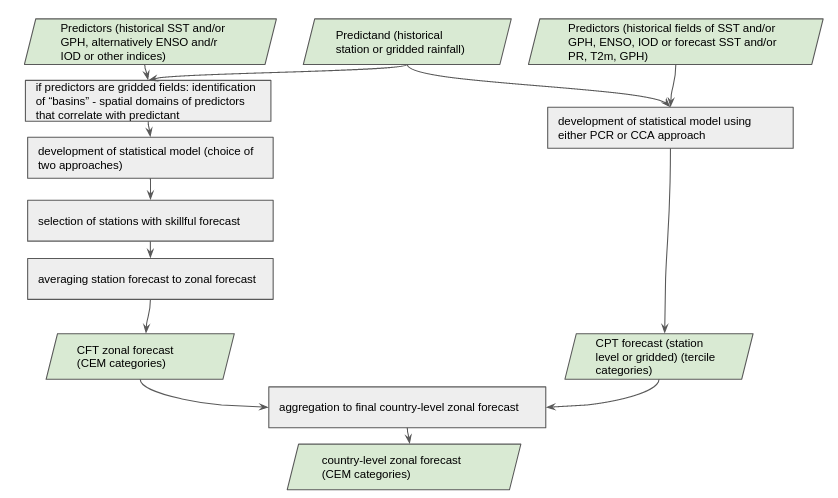 Predictors (historical SST and/or
GPH, alternatively ENSO and/r
IOD or other indices)
Predictand (historical
station or gridded rainfall)
Predictors (historical fields of SST and/or
GPH, ENSO, IOD or forecast SST and/or
PR, T2m, GPH)
if predictors are gridded fields: identification
of “basins” - spatial domains of predictors
that correlate with predictant
development of statistical model using
either PCR or CCA approach
development of statistical model (choice of
two approaches)
selection of stations with skillful forecast
averaging station forecast to zonal forecast
CFT zonal forecast
(CEM categories)
CPT forecast (station
level or gridded) (tercile
categories)
aggregation to final country-level zonal forecast
country-level zonal forecast
(CEM categories)